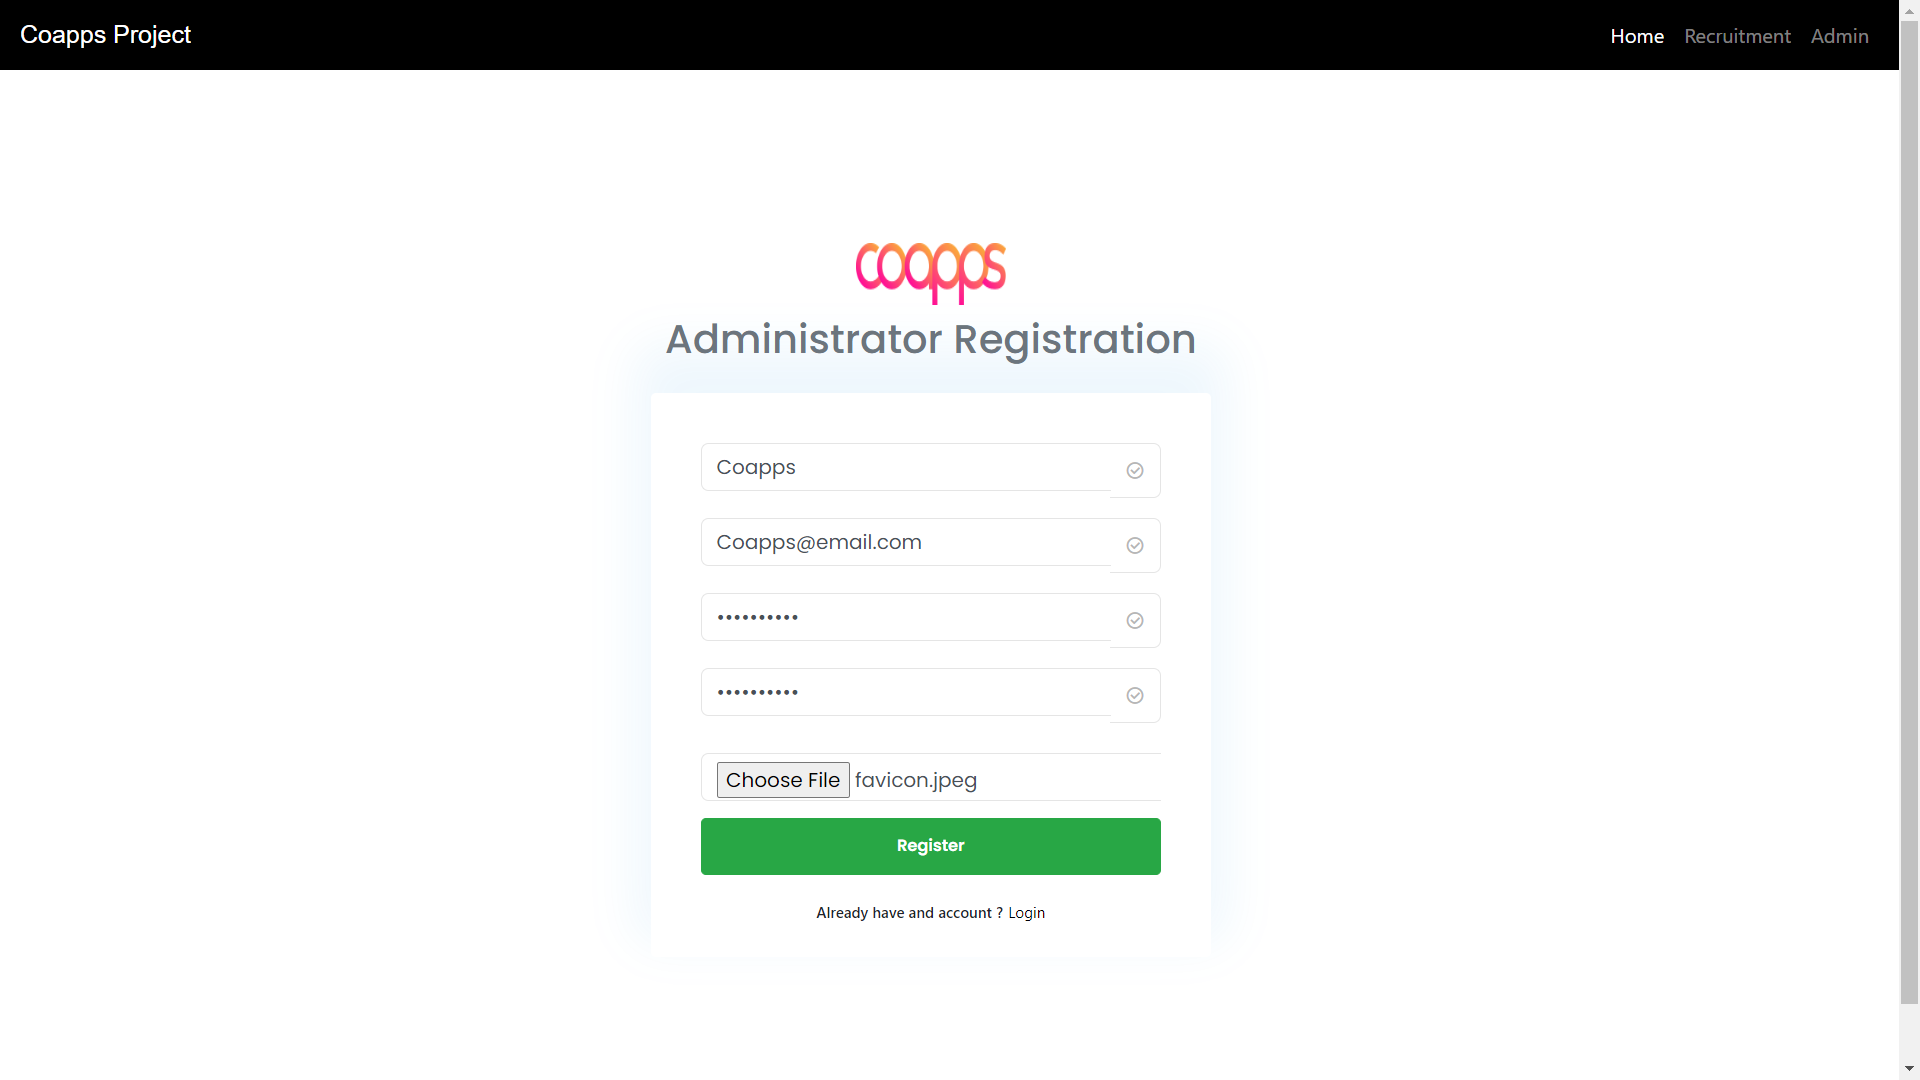 Coapps Project
Home Recruitment Admin
coapps
Administrator Registration
Coapps
Coapps@email.com
••••••••••
••••••••••
Choose File favicon.jpeg
Register
Already have and account ? Login